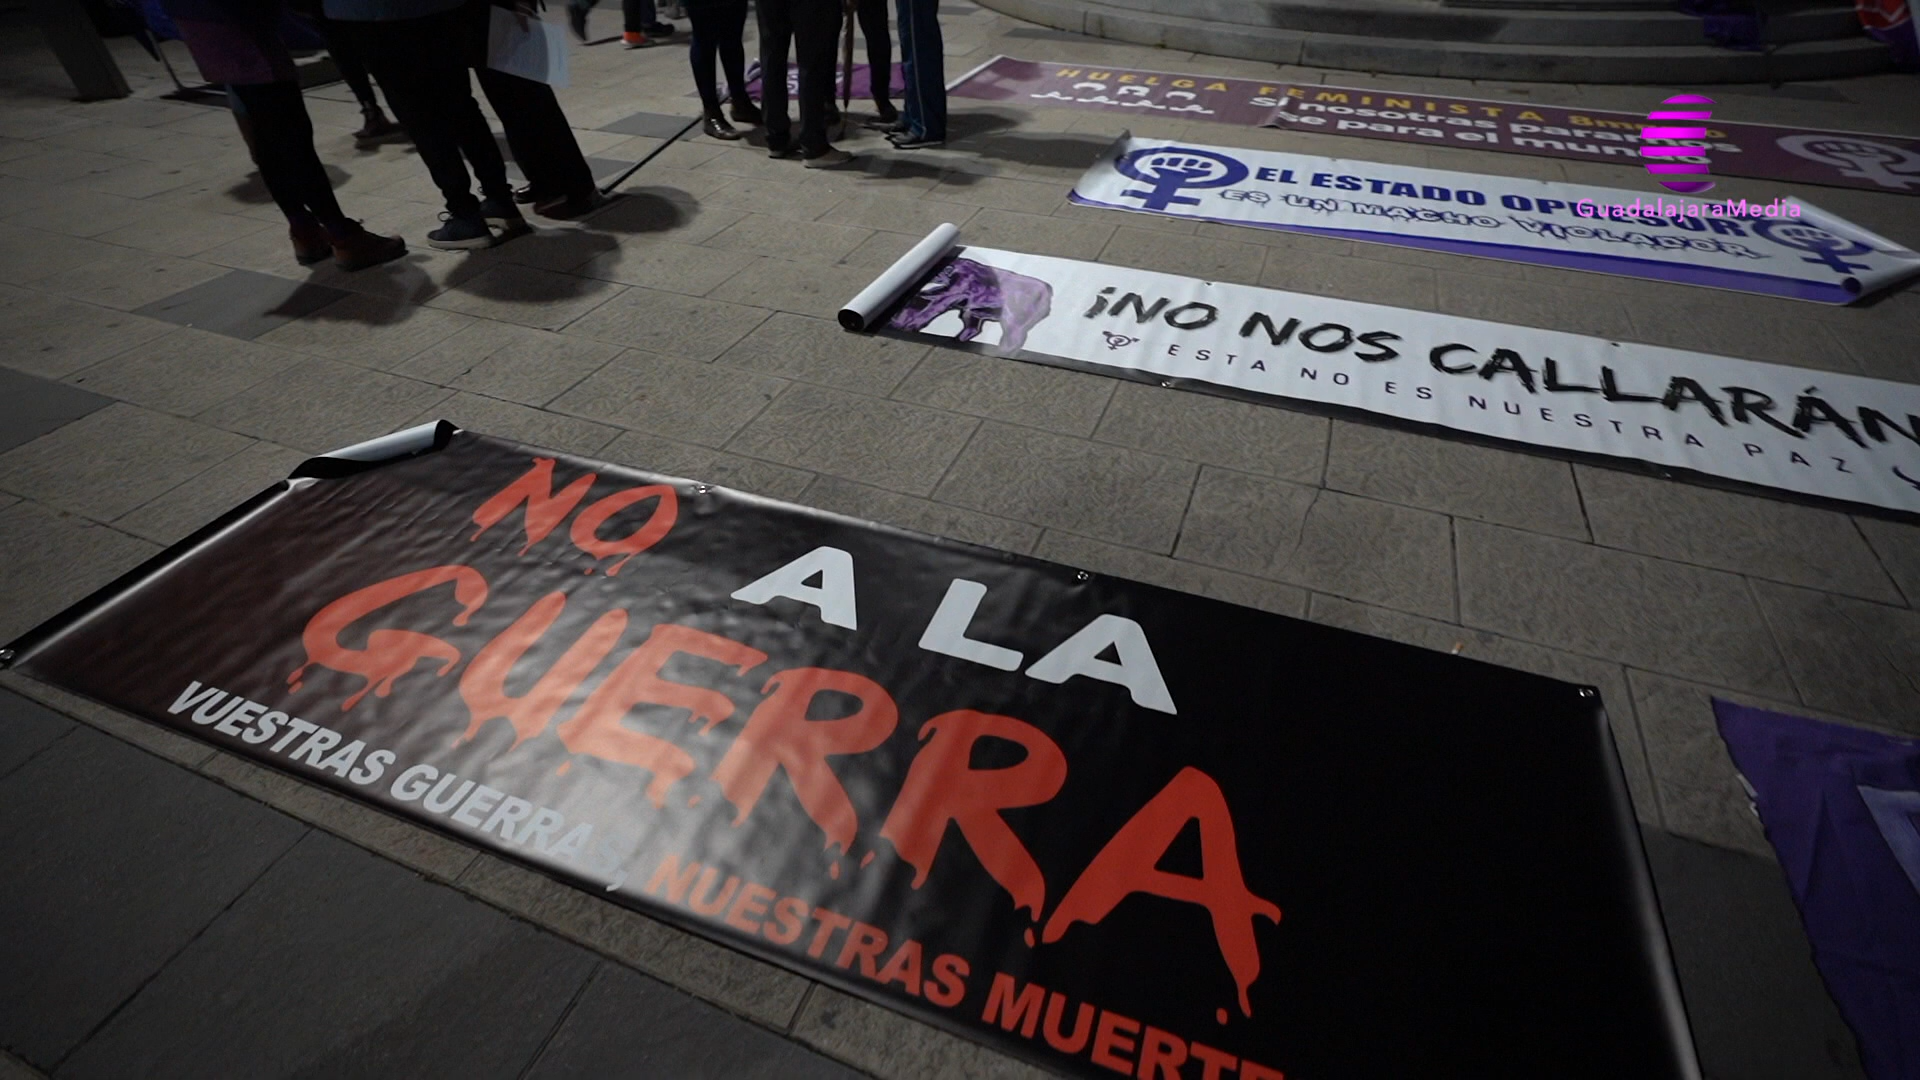 HUELGA FEMINISTA 8marzo
Si nosotras paramos
se para el mundo
EL ESTADO OPRESOR
ES UN MACHO VIOLADOR
GuadalajaraMedia
¡NO NOS CALLARÁN
ESTA NO ES NUESTRA PAZ
NO A LA
GUERRA
VUESTRAS GUERRAS, NUESTRAS MUERTE